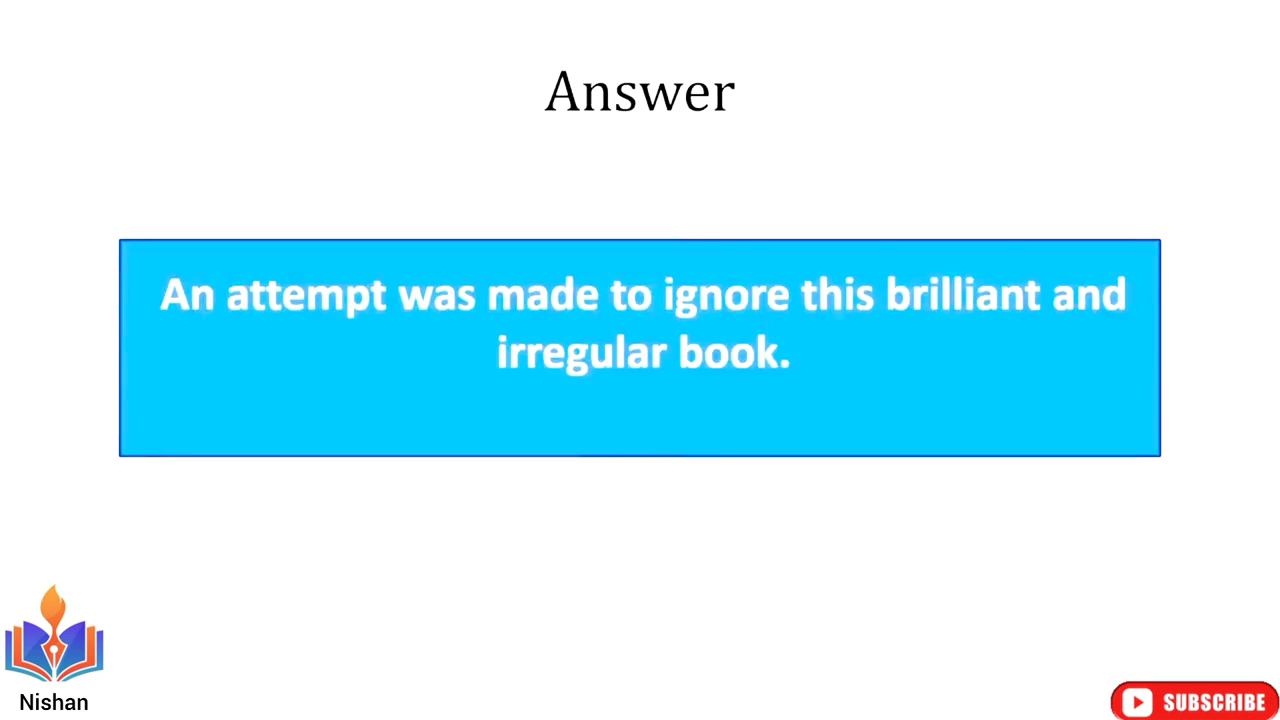 Answer
An attempt was made to ignore this brilliant and
irregular book.
Nishan
SUBSCRIBE